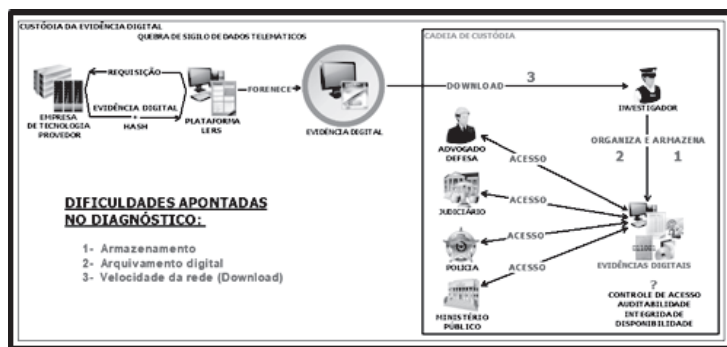 CUSTÓDIA DA EVIDÊNCIA DIGITAL
QUEBRA DE SIGILO DE DADOS TELEMÁTICOS
CADEIA DE CUSTÓDIA
REQUISIÇÃO
EVIDÊNCIA DIGITAL
+
HASH
EMPRESA
DE TECNOLOGIA
PROVEDOR
PLATAFORMA
LERS
FORENECE
EVIDÊNCIA DIGITAL
DOWNLOAD
3
INVESTIGADOR
ORGANIZA E ARMAZENA
2 1
ADVOGADO
DEFESA
ACESSO
JUDICIÁRIO
ACESSO
POLÍCIA
ACESSO
MINISTÉRIO
PÚBLICO
ACESSO
EVIDÊNCIAS DIGITAIS
?
CONTROLE DE ACESSO
AUDITABILIDADE
INTEGRIDADE
DISPONIBILIDADE
DIFICULDADES APONTADAS
NO DIAGNÓSTICO:
1- Armazenamento
2- Arquivamento digital
3- Velocidade da rede (Download)